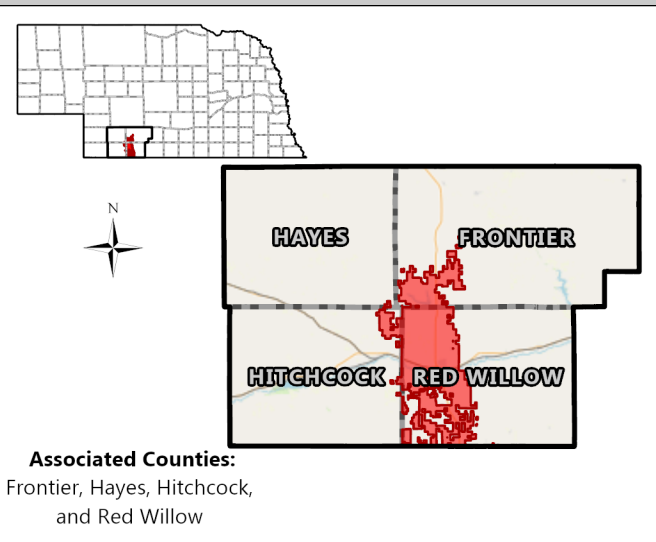 N
HAYES
FRONTIER
HITCHCOCK
RED WILLOW
Associated Counties:
Frontier, Hayes, Hitchcock,
and Red Willow